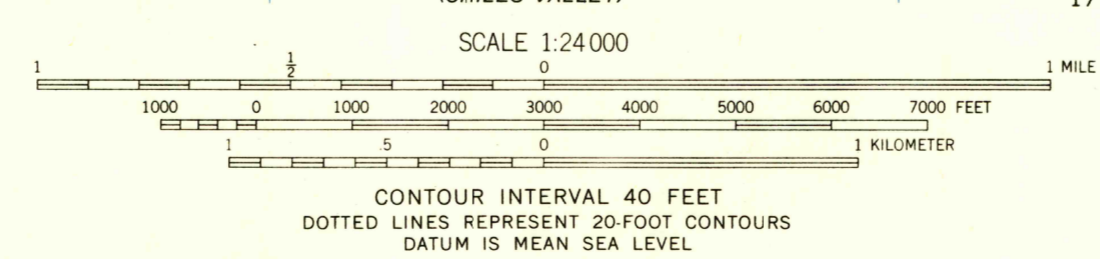 SCALE 1:24 000
1 1/2 0 1 MILE
1000 0 1000 2000 3000 4000 5000 6000 7000 FEET
1 .5 0 1 KILOMETER
CONTOUR INTERVAL 40 FEET
DOTTED LINES REPRESENT 20-FOOT CONTOURS
DATUM IS MEAN SEA LEVEL